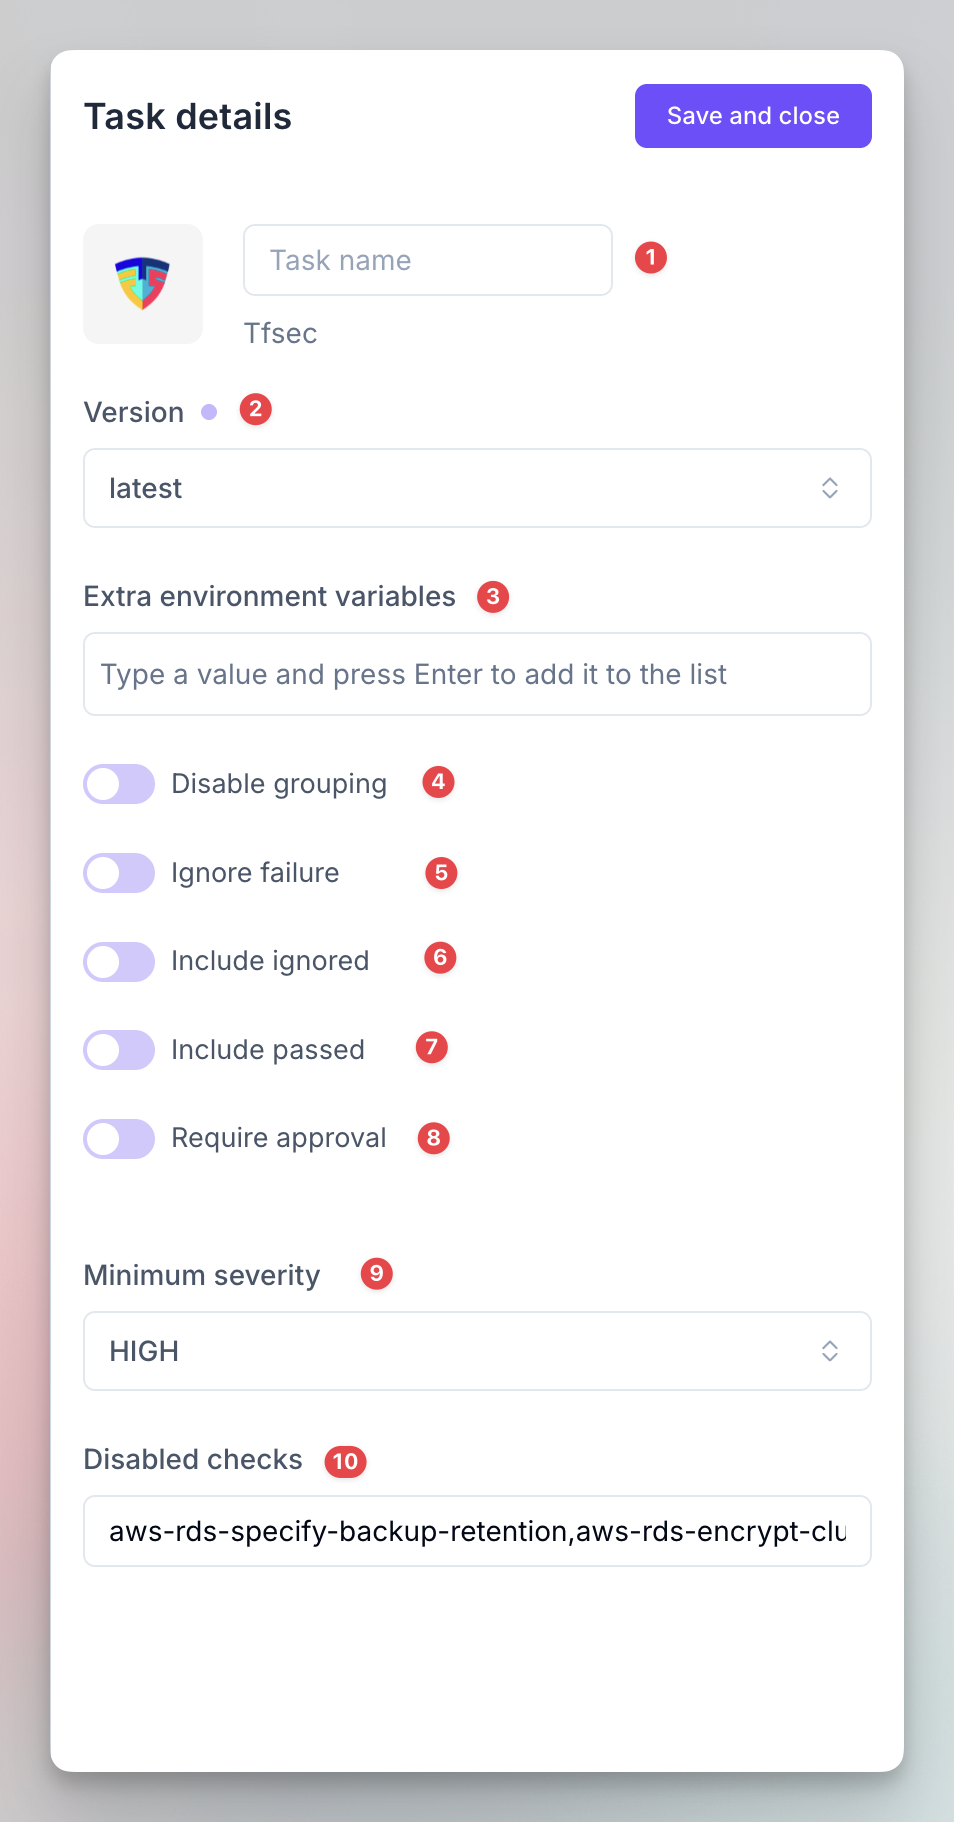 Task details
Save and close
Task name
1
Tfsec
Version
2
latest
Extra environment variables
3
Type a value and press Enter to add it to the list
Disable grouping
4
Ignore failure
5
Include ignored
6
Include passed
7
Require approval
8
Minimum severity
9
HIGH
Disabled checks
10
aws-rds-specify-backup-retention,aws-rds-encrypt-clu